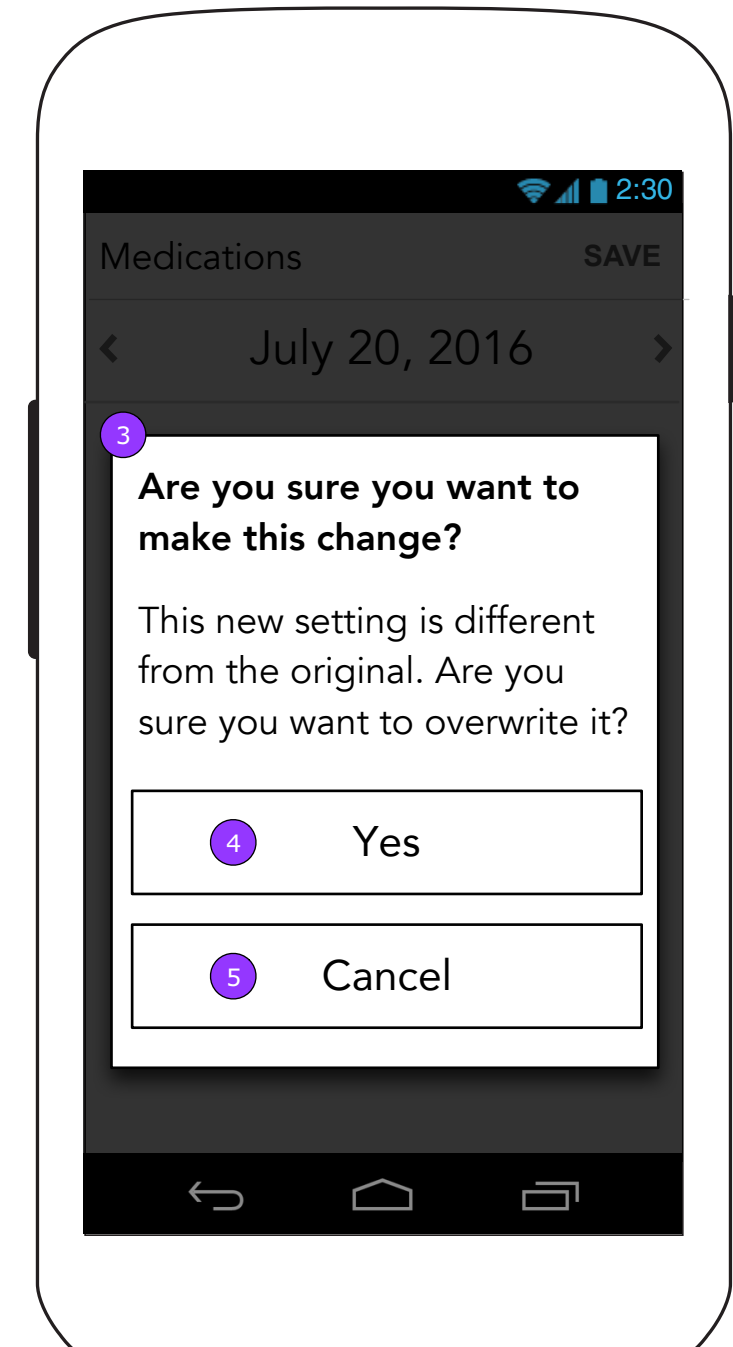 2:30
Medications SAVE
July 20, 2016
3
Are you sure you want to
make this change?
This new setting is different
from the original. Are you
sure you want to overwrite it?
4 Yes
5 Cancel